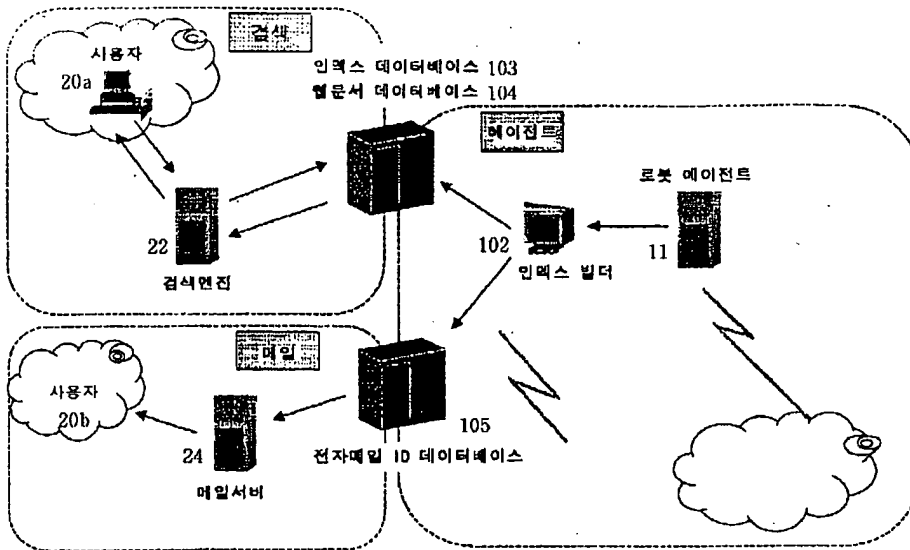 검색
사용자
20a
인덱스 데이터베이스 103
웹문서 데이터베이스 104
에이전트
로봇 에이전트
22
102
11
인덱스 빌더
검색엔진
메일
사용자
20b
105
24
전자메일 ID 데이터베이스
메일서버